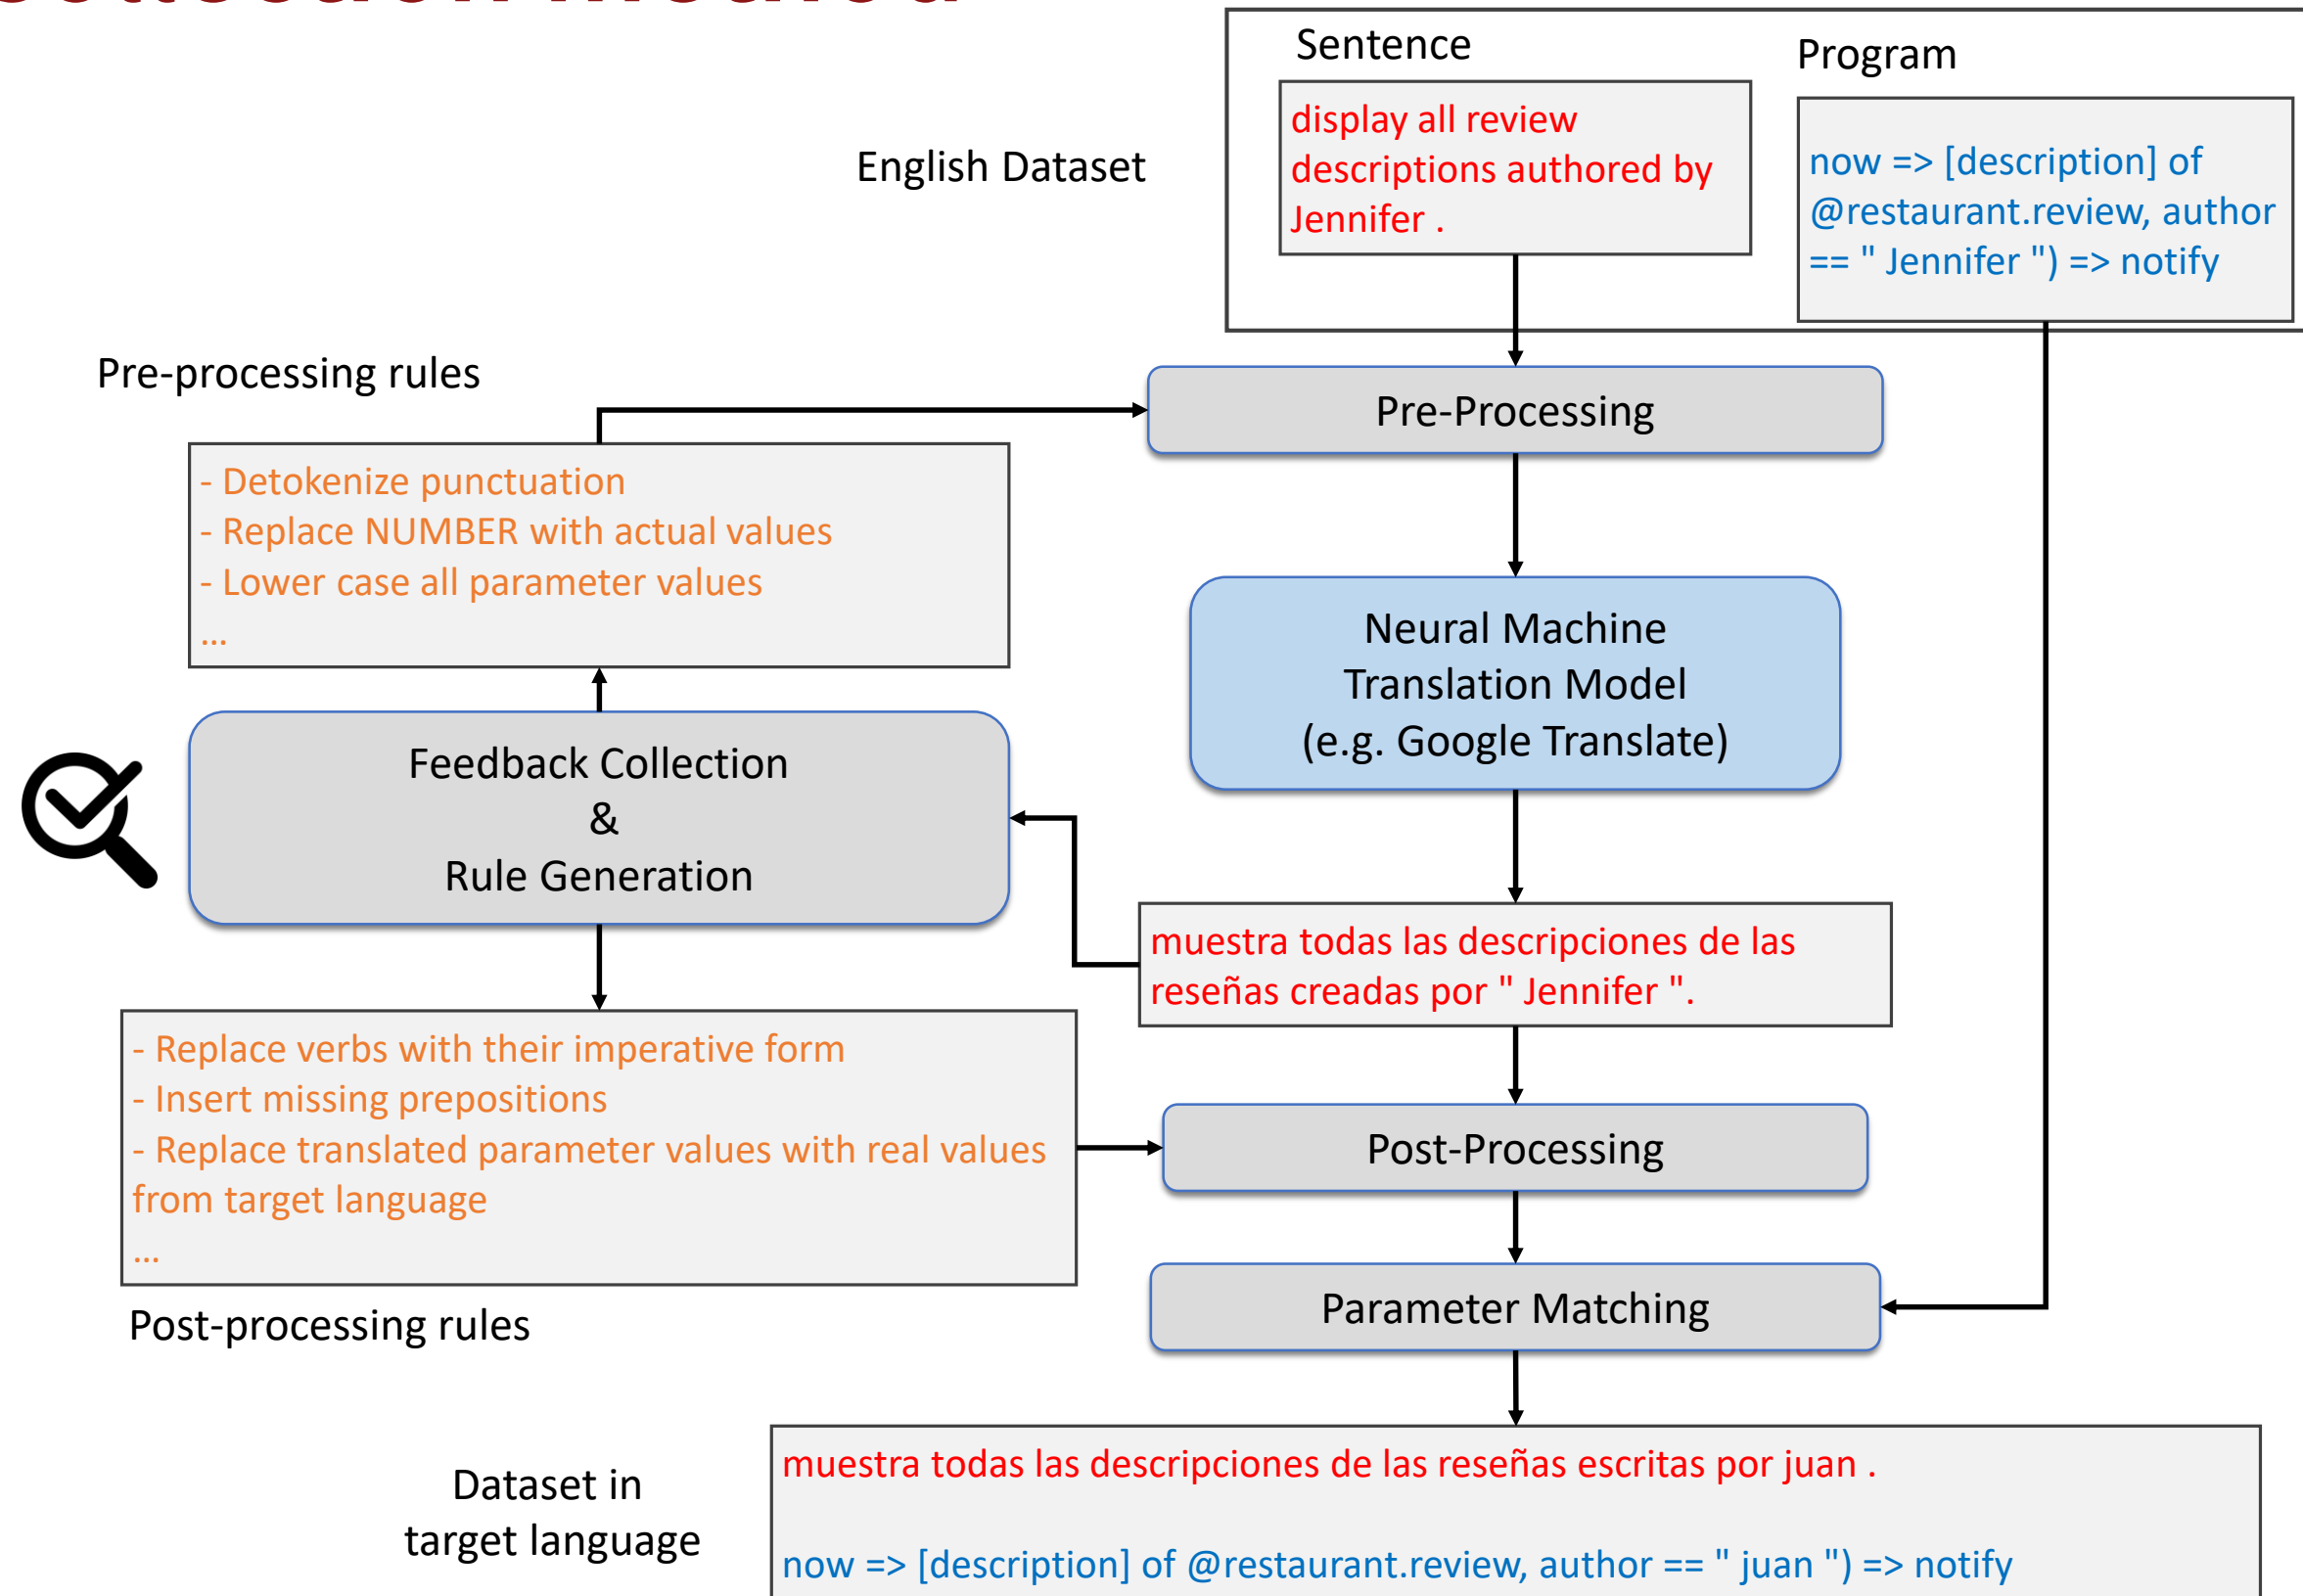 Sentence
Program
display all review
descriptions authored by
Jennifer .
now => [description] of
@restaurant.review, author
== " Jennifer ") => notify
English Dataset
Pre-processing rules
Pre-Processing
- Detokenize punctuation
- Replace NUMBER with actual values
- Lower case all parameter values
...
Neural Machine
Translation Model
(e.g. Google Translate)
Feedback Collection
&
Rule Generation
muestra todas las descripciones de las
reseñas creadas por " Jennifer ".
- Replace verbs with their imperative form
- Insert missing prepositions
- Replace translated parameter values with real values
from target language
...
Post-Processing
Parameter Matching
Post-processing rules
Dataset in
target language
muestra todas las descripciones de las reseñas escritas por juan .
now => [description] of @restaurant.review, author == " juan ") => notify